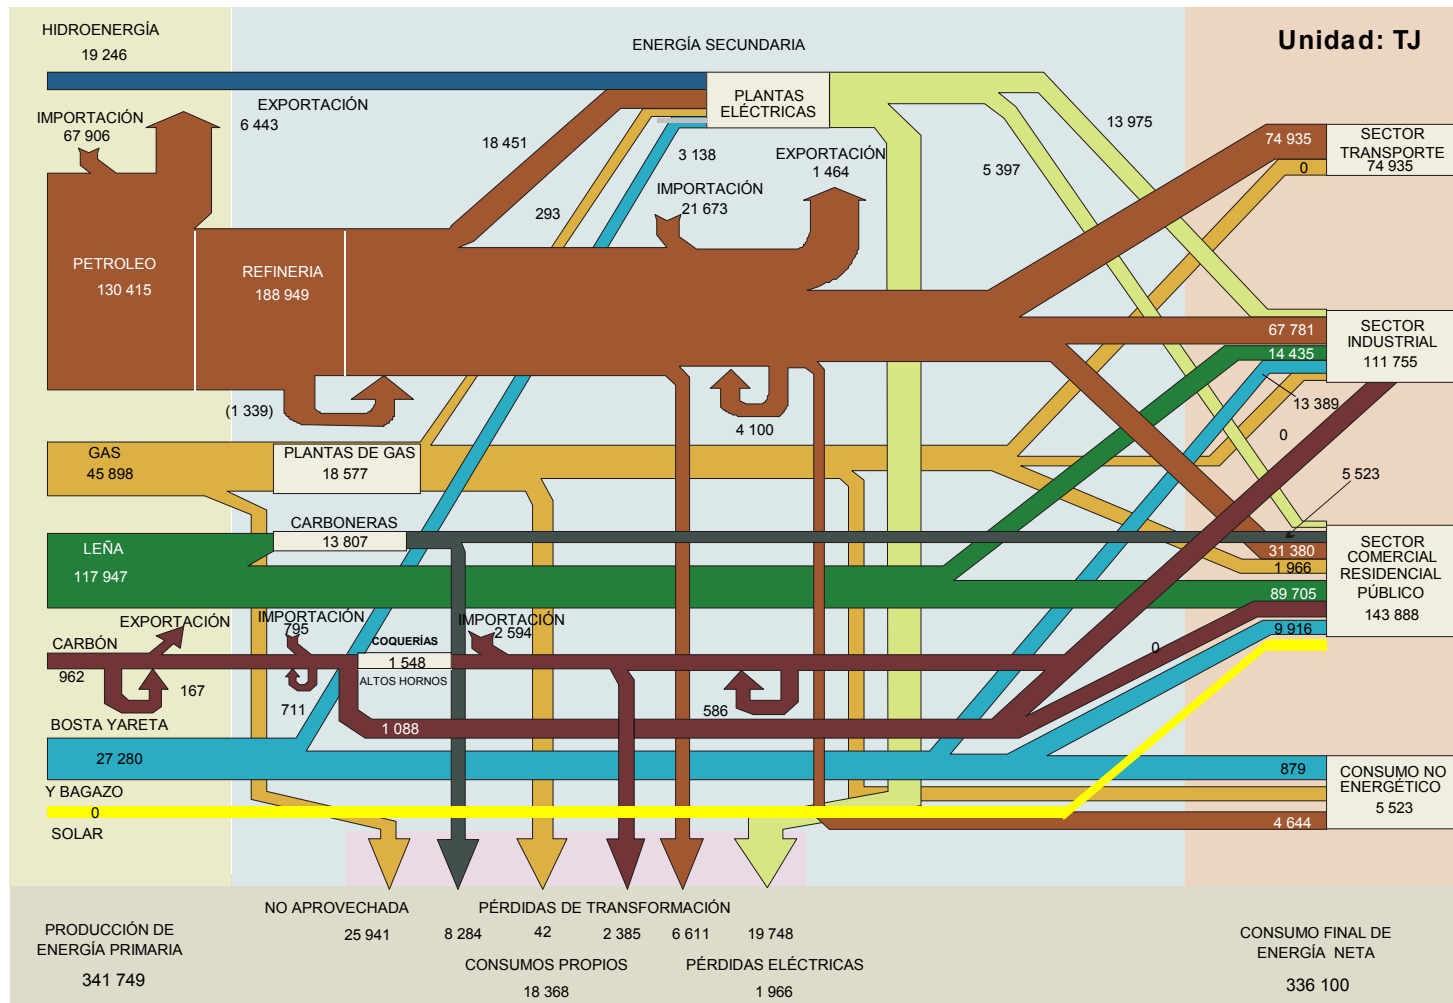 HIDROENERGÍA
19 246
ENERGÍA SECUNDARIA
Unidad: TJ
EXPORTACIÓN
6 443
IMPORTACIÓN
67 906
PLANTAS
ELÉCTRICAS
18 451
3 138
293
EXPORTACIÓN
1 464
IMPORTACIÓN
21 673
13 975
5 397
74 935
0
SECTOR
TRANSPORTE
74 935
PETROLEO
130 415
REFINERIA
188 949
67 781
14 435
SECTOR
INDUSTRIAL
111 755
13 389
0
(1 339)
4 100
GAS
45 898
PLANTAS DE GAS
18 577
5 523
CARBONERAS
13 807
LEÑA
117 947
31 380
1 966
89 705
9 916
0
SECTOR
COMERCIAL
RESIDENCIAL
PÚBLICO
143 888
EXPORTACIÓN
IMPORTACIÓN
795
IMPORTACIÓN
2 594
CARBÓN
962
167
COQUERÍAS
1 548
ALTOS HORNOS
711
586
1 088
BOSTA YARETA
27 280
Y BAGAZO
0
SOLAR
879
4 644
CONSUMO NO
ENERGÉTICO
5 523
NO APROVECHADA
25 941
PÉRDIDAS DE TRANSFORMACIÓN
8 284
42
2 385
6 611
19 748
CONSUMOS PROPIOS
18 368
PÉRDIDAS ELÉCTRICAS
1 966
PRODUCCIÓN DE
ENERGÍA PRIMARIA
341 749
CONSUMO FINAL DE
ENERGÍA NETA
336 100